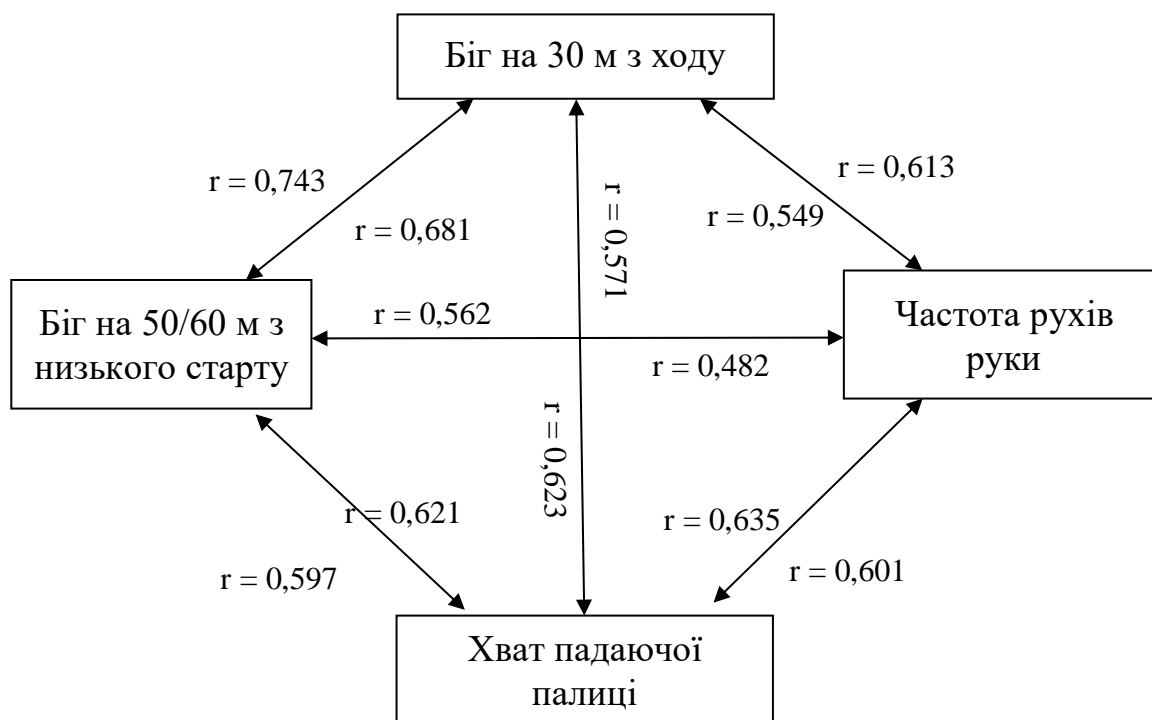 Біг на 30 м з ходу
r = 0,743
r = 0,613
r = 0,681
r = 0,549
r = 0,571
Біг на 50/60 м з
низького старту
r = 0,562
r = 0,482
Частота рухів
руки
r = 0,623
r = 0,621
r = 0,635
r = 0,597
r = 0,601
Хват падаючої
палиці